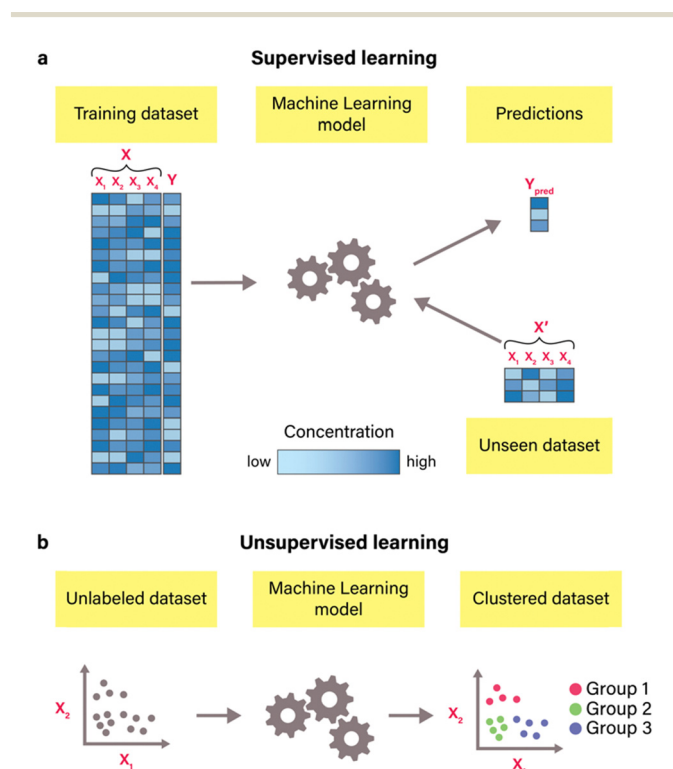 a
Supervised learning
Training dataset
Machine Learning
model
Predictions
X
X₁ X₂ X₃ X₄ Y
Y_pred
X'
X₁ X₂ X₃ X₄
Concentration
low
high
Unseen dataset
b
Unsupervised learning
Unlabeled dataset
Machine Learning
model
Clustered dataset
X₂
X₁
X₂
Group 1
Group 2
Group 3